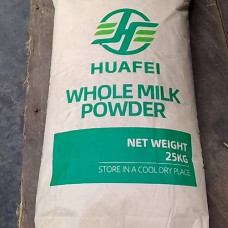 HUAFEI
WHOLE MILK
POWDER
NET WEIGHT
25KG
STORE IN A COOL DRY PLACE